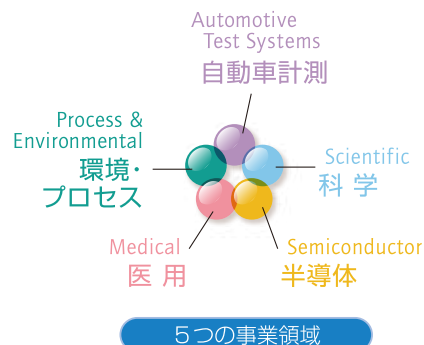 Automotive
Test Systems
自動車計測
Process &
Environmental
環境・
プロセス
Scientific
科 学
Medical
医 用
Semiconductor
半導体
５つの事業領域